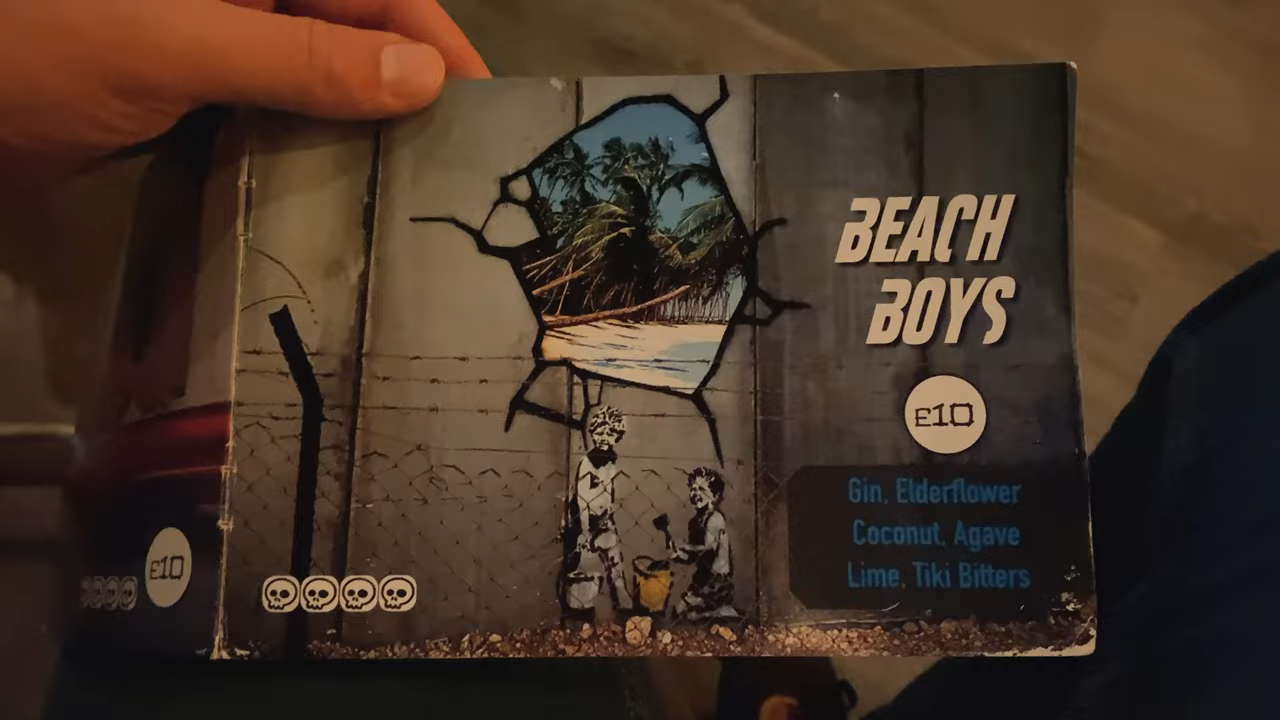 BEACH
BOYS
£10
Gin, Elderflower
Coconut, Agave
Lime, Tiki Bitters
£10